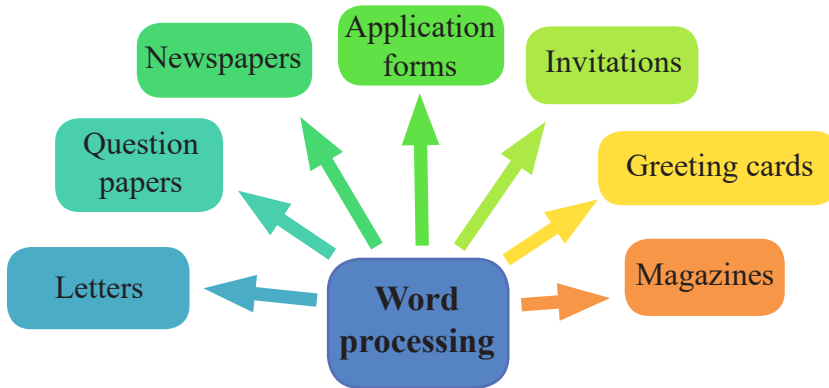 Newspapers
Application
forms
Invitations
Question
papers
Greeting cards
Letters
Magazines
Word
processing